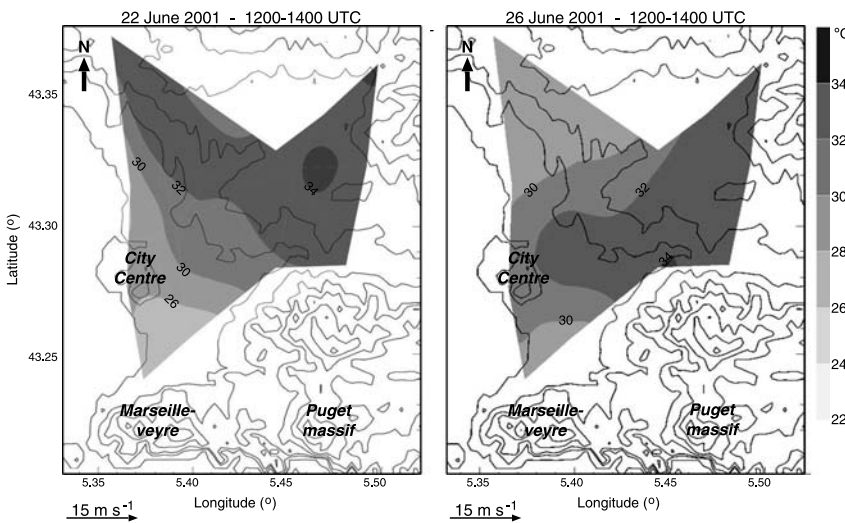 22 June 2001 - 1200-1400 UTC
N
43,35
43,30
43,25
Latitude (º)
30
32
34
30
26
City
Centre
Marseille-
veyre
Puget
massif
5,35
5,40
5,45
5,50
Longitude (º)
15 m s⁻¹
26 June 2001 - 1200-1400 UTC
N
30
32
34
30
City
Centre
Marseille-
veyre
Puget
massif
5,35
5,40
5,45
5,50
Longitude (º)
15 m s⁻¹
ºC
34
32
30
28
26
24
22